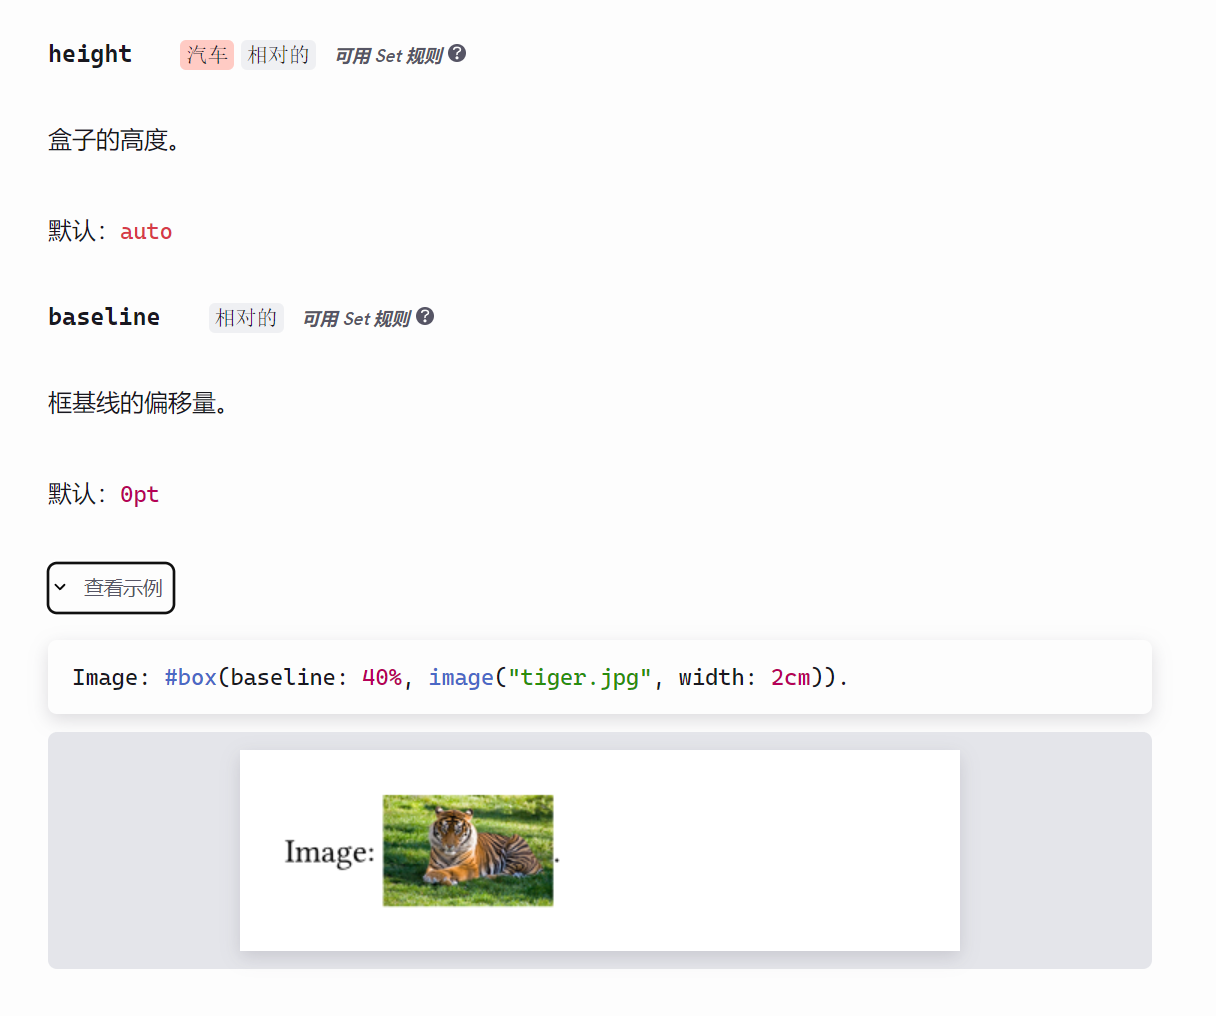 height 汽车 相对的 可用 Set 规则 ?
盒子的高度。
默认：auto
baseline 相对的 可用 Set 规则 ?
框基线的偏移量。
默认：0pt
查看示例
Image: #box(baseline: 40%, image("tiger.jpg", width: 2cm)).
Image: .